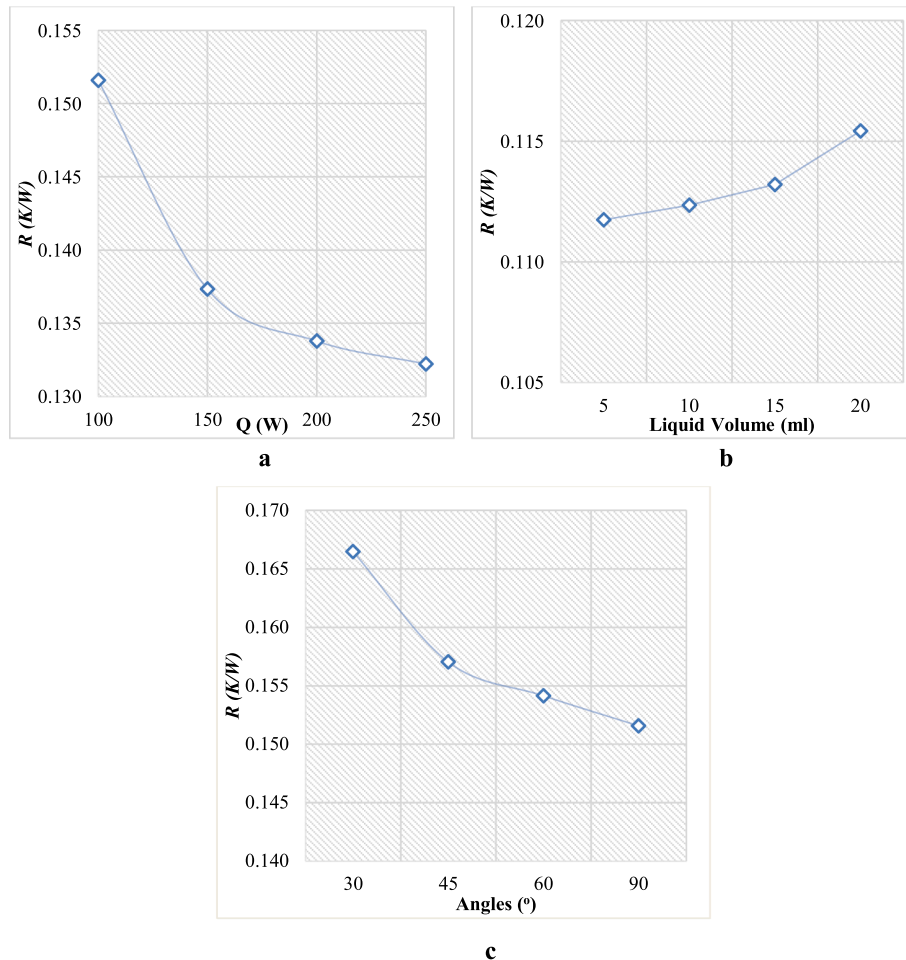 0.155
0.150
0.145
0.140
0.135
0.130
R (K/W)
100 150 200 250
Q (W)
a
0.120
0.115
0.110
0.105
R (K/W)
5 10 15 20
Liquid Volume (ml)
b
0.170
0.165
0.160
0.155
0.150
0.145
0.140
R (K/W)
30 45 60 90
Angles (º)
c